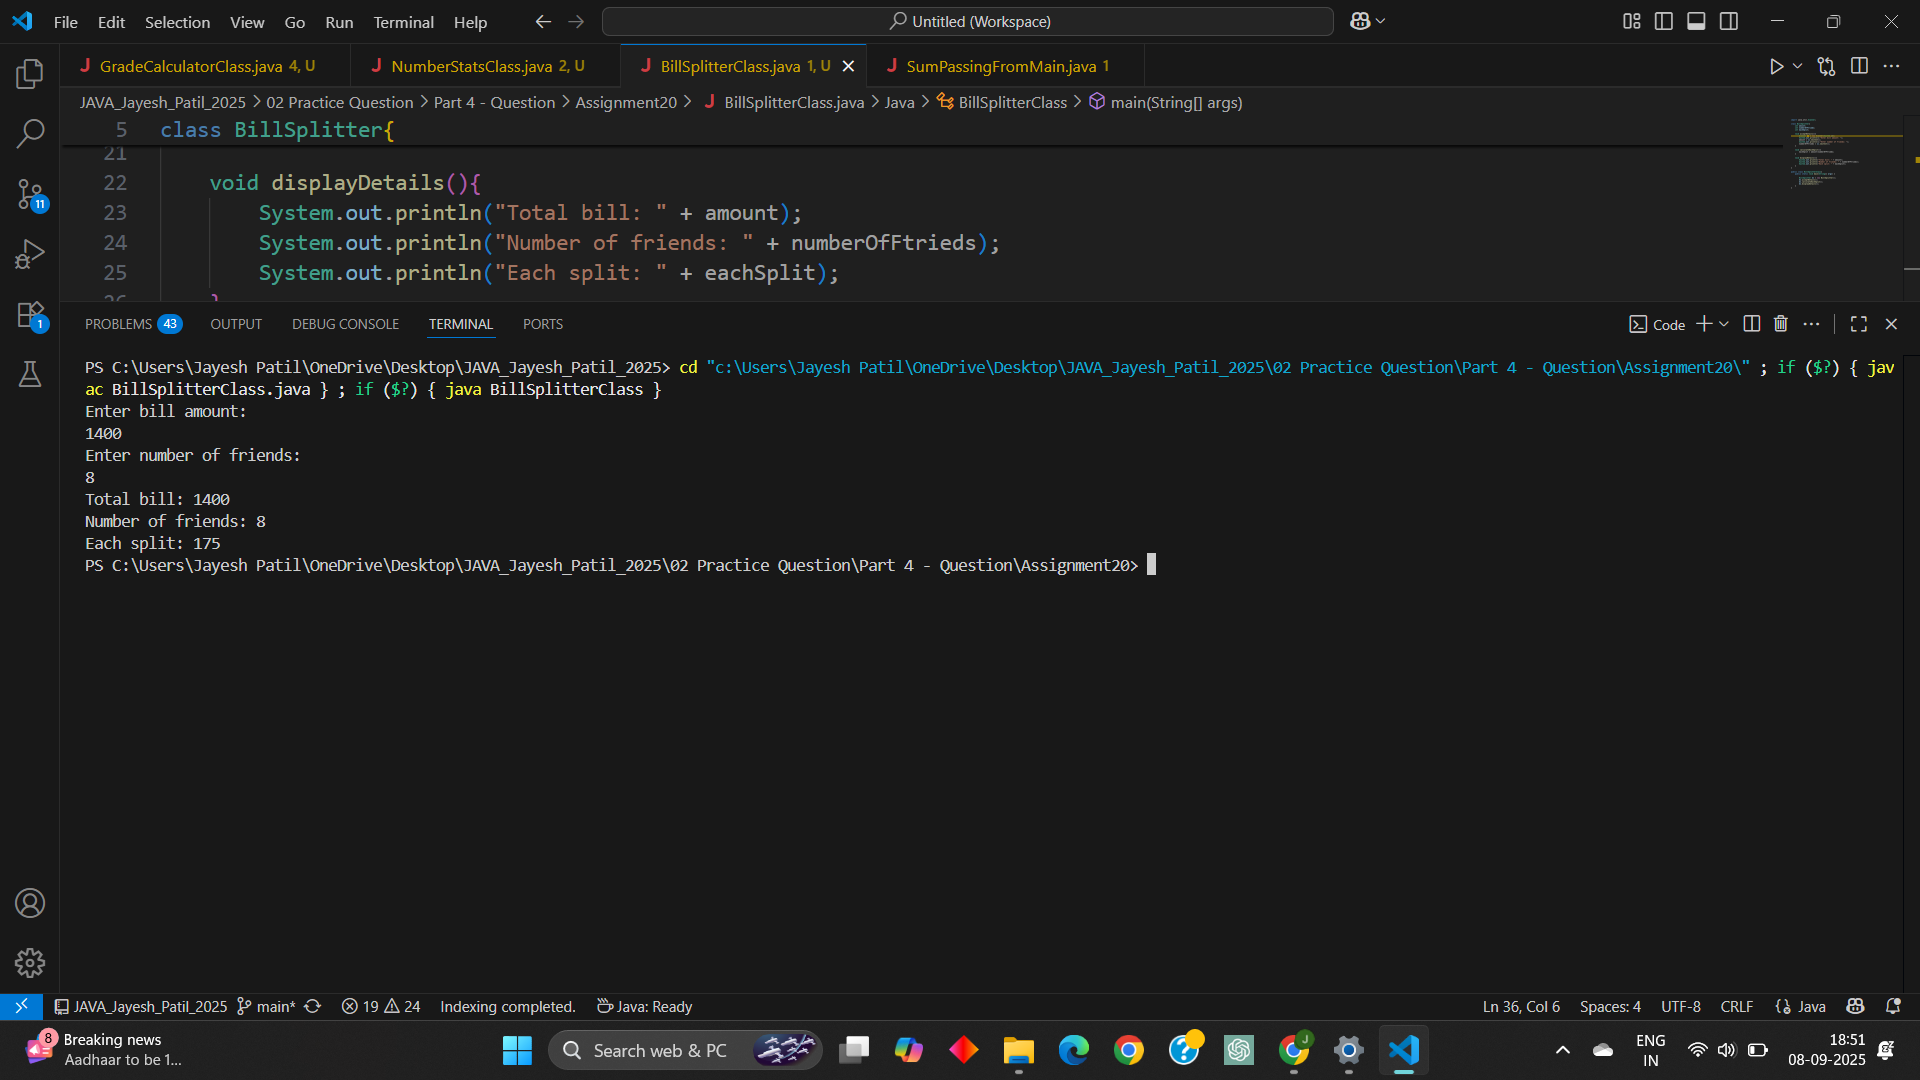 File Edit Selection View Go Run Terminal Help Untitled (Workspace)
GradeCalculatorClass.java 4, U NumberStatsClass.java 2, U BillSplitterClass.java 1, U SumPassingFromMain.java 1
JAVA_Jayesh_Patil_2025 > 02 Practice Question > Part 4 - Question > Assignment20 > BillSplitterClass.java > Java > BillSplitterClass > main(String[] args)
5 class BillSplitter{
21
22 void displayDetails(){
23 System.out.println("Total bill: " + amount);
24 System.out.println("Number of friends: " + numberOfFtrieds);
25 System.out.println("Each split: " + eachSplit);
26 }
PROBLEMS 43 OUTPUT DEBUG CONSOLE TERMINAL PORTS Code
PS C:\Users\Jayesh Patil\OneDrive\Desktop\JAVA_Jayesh_Patil_2025> cd "c:\Users\Jayesh Patil\OneDrive\Desktop\JAVA_Jayesh_Patil_2025\02 Practice Question\Part 4 - Question\Assignment20\" ; if ($?) { jav
ac BillSplitterClass.java } ; if ($?) { java BillSplitterClass }
Enter bill amount:
1400
Enter number of friends:
8
Total bill: 1400
Number of friends: 8
Each split: 175
PS C:\Users\Jayesh Patil\OneDrive\Desktop\JAVA_Jayesh_Patil_2025\02 Practice Question\Part 4 - Question\Assignment20>
11
1
JAVA_Jayesh_Patil_2025 main* 19 24 Indexing completed. Java: Ready Ln 36, Col 6 Spaces: 4 UTF-8 CRLF Java
8 Breaking news
Aadhaar to be 1...
Search web & PC
J
ENG
IN
18:51
08-09-2025